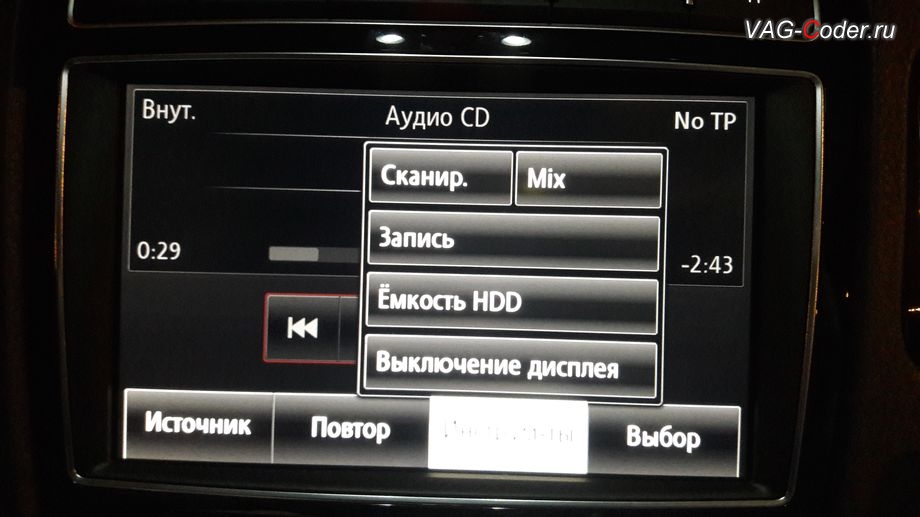 VAG-Coder.ru
Внут. Аудио CD No TP
Сканир. Mix
Запись
0:29 -2:43
Ёмкость HDD
Выключение дисплея
Источник Повтор Инструменты Выбор